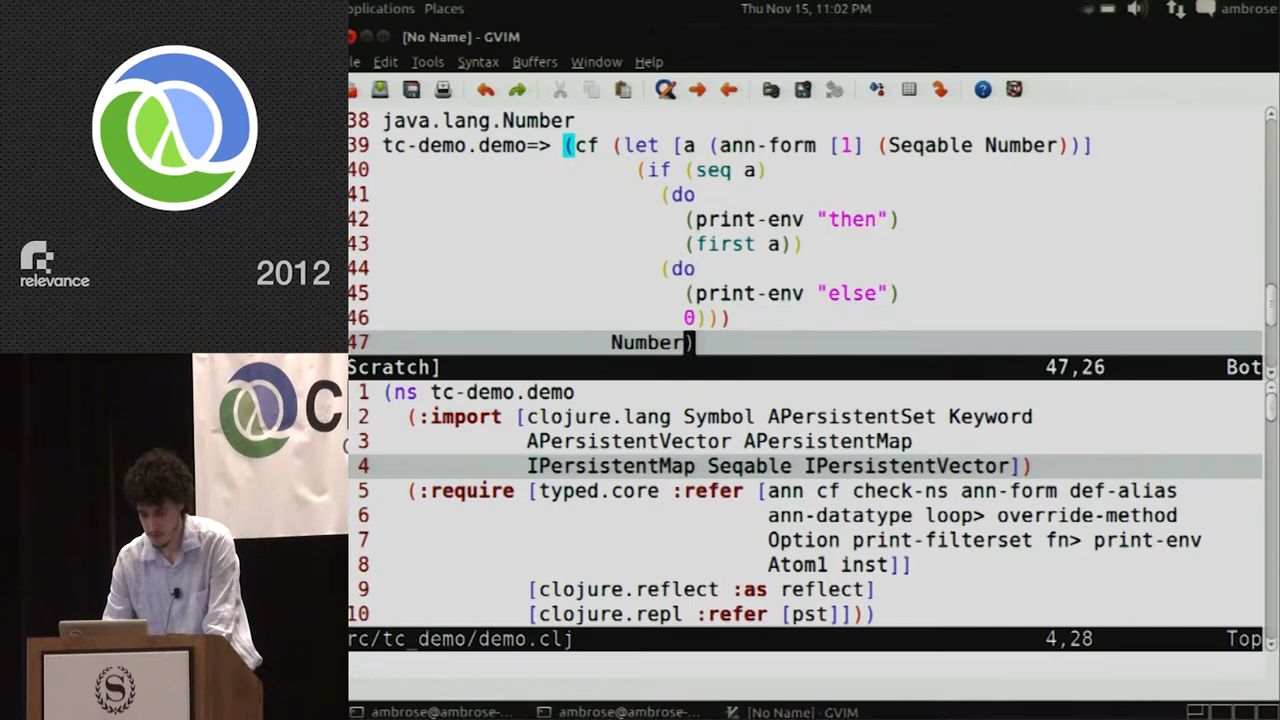 relevance
2012
C
S
plications Places
Thu Nov 15, 11:02 PM
ambrose
[No Name] - GVIM
le Edit Tools Syntax Buffers Window Help
38 java.lang.Number
39 tc-demo.demo=> (cf (let [a (ann-form [1] (Seqable Number))]
40 (if (seq a)
41 (do
42 (print-env "then")
43 (first a))
44 (do
45 (print-env "else")
46 0)))
47 Number)
Scratch] 47,26 Bot
1 (ns tc-demo.demo
2 (:import [clojure.lang Symbol APersistentSet Keyword
3 APersistentVector APersistentMap
4 IPersistentMap Seqable IPersistentVector])
5 (:require [typed.core :refer [ann cf check-ns ann-form def-alias
6 ann-datatype loop> override-method
7 Option print-filterset fn> print-env
8 Atom1 inst]]
9 [clojure.reflect :as reflect]
10 [clojure.repl :refer [pst]]))
rc/tc_demo/demo.clj 4,28 Top
ambrose@ambrose-... ambrose@ambrose-... [No Name] - GVIM